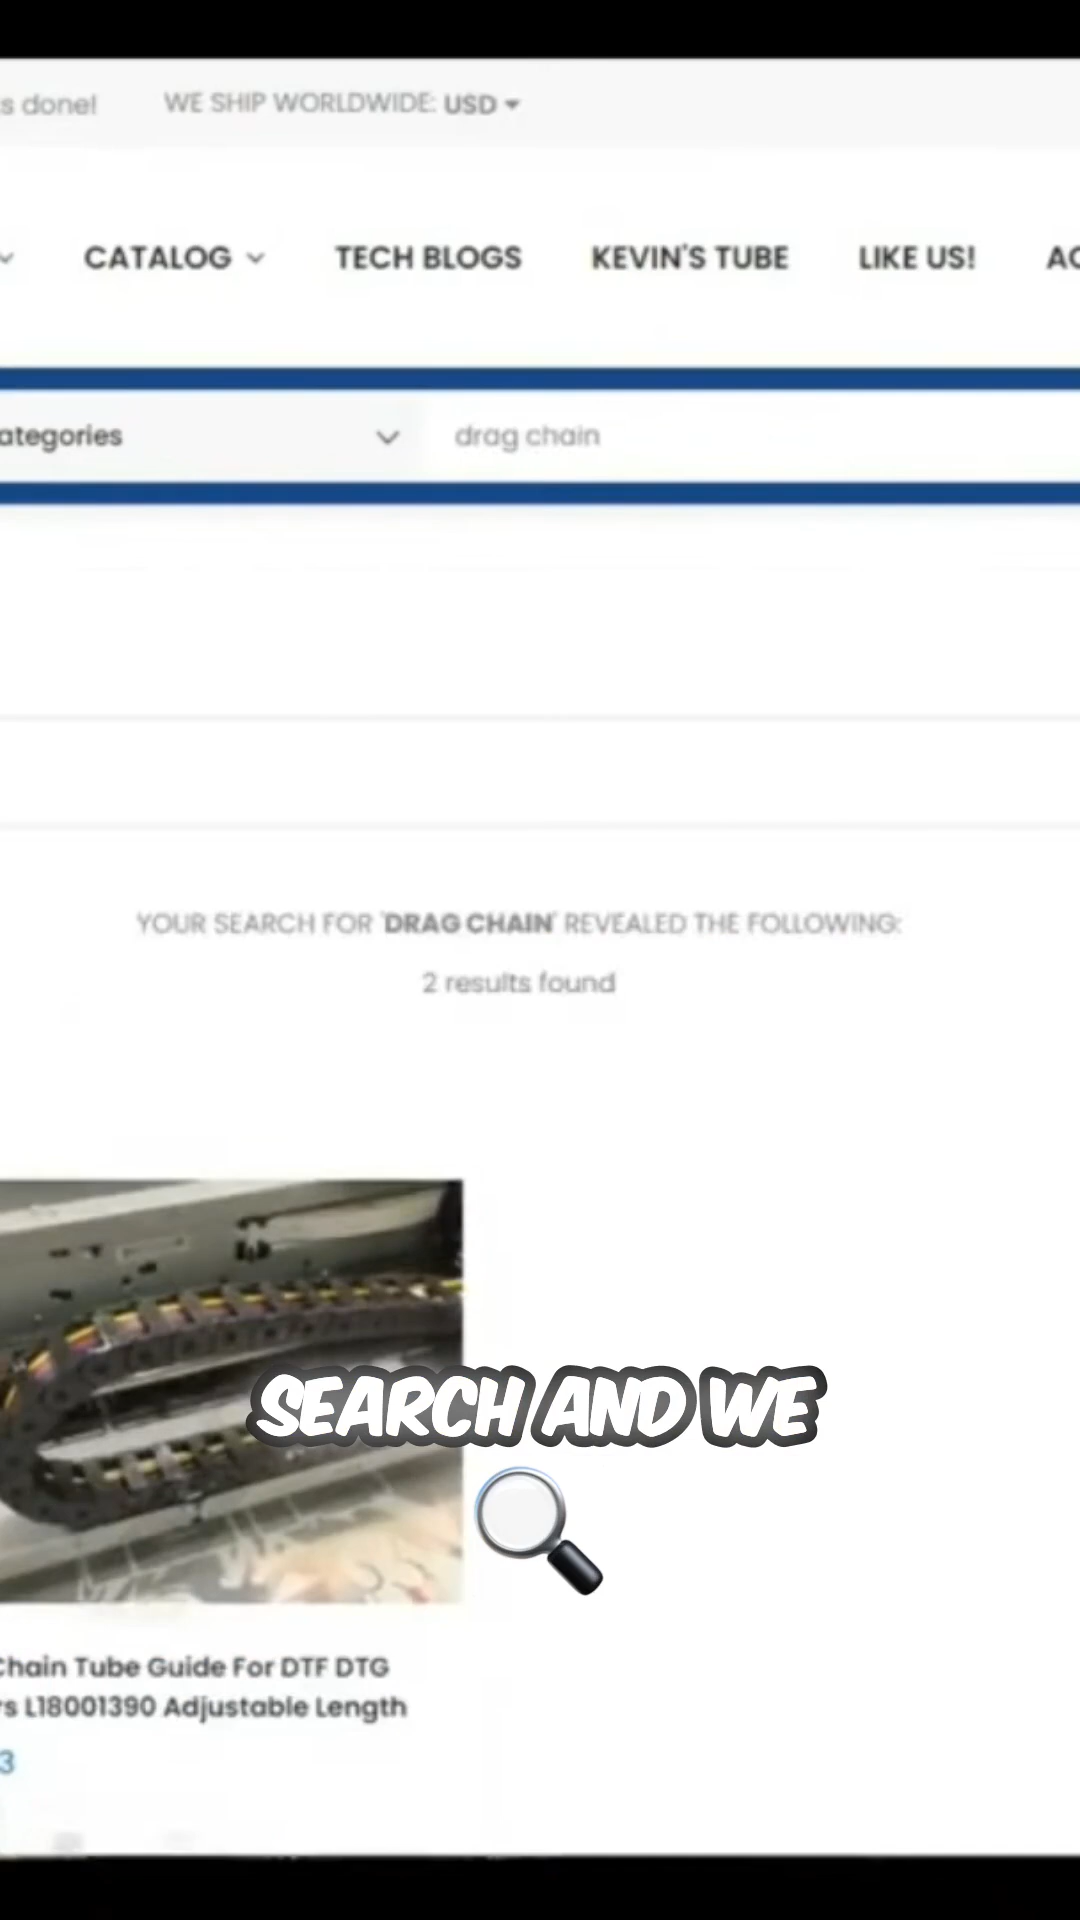 s done! WE SHIP WORLDWIDE: USD
CATALOG TECH BLOGS KEVIN'S TUBE LIKE US! AC
ategories drag chain
YOUR SEARCH FOR 'DRAG CHAIN' REVEALED THE FOLLOWING:
2 results found
SEARCH AND WE
Chain Tube Guide For DTF DTG
rs L18001390 Adjustable Length
3